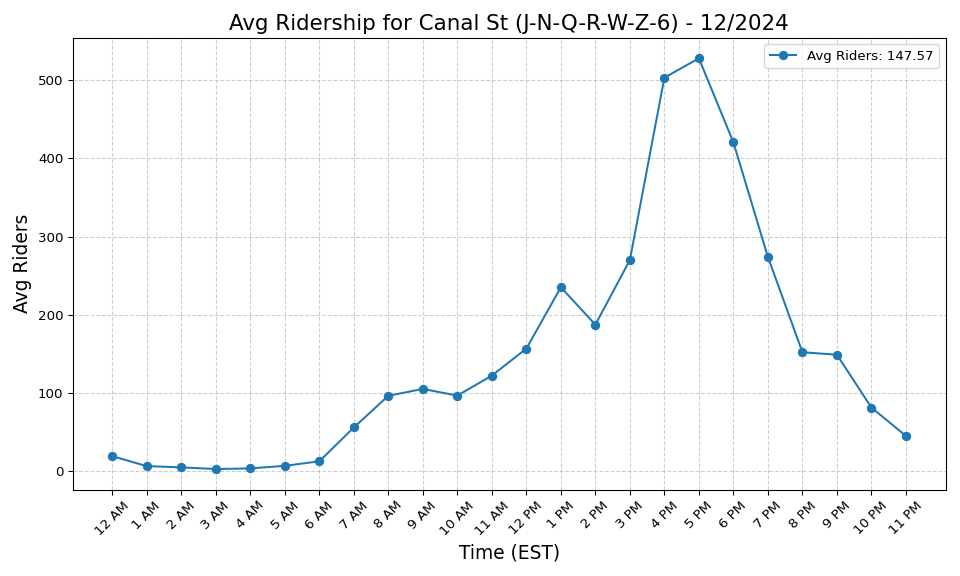 Avg Ridership for Canal St (J-N-Q-R-W-Z-6) - 12/2024
Avg Riders: 147.57
Avg Riders
500
400
300
200
100
0
12 AM 1 AM 2 AM 3 AM 4 AM 5 AM 6 AM 7 AM 8 AM 9 AM 10 AM 11 AM 12 PM 1 PM 2 PM 3 PM 4 PM 5 PM 6 PM 7 PM 8 PM 9 PM 10 PM 11 PM
Time (EST)